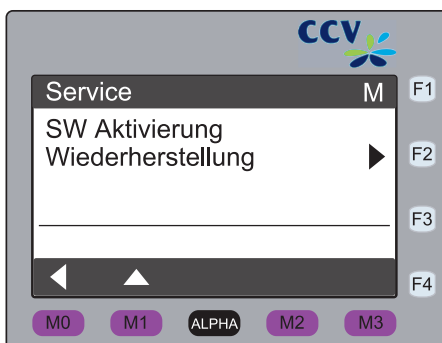 CCV
Service M
F1
SW Aktivierung
Wiederherstellung
F2
F3
F4
M0 M1 ALPHA M2 M3